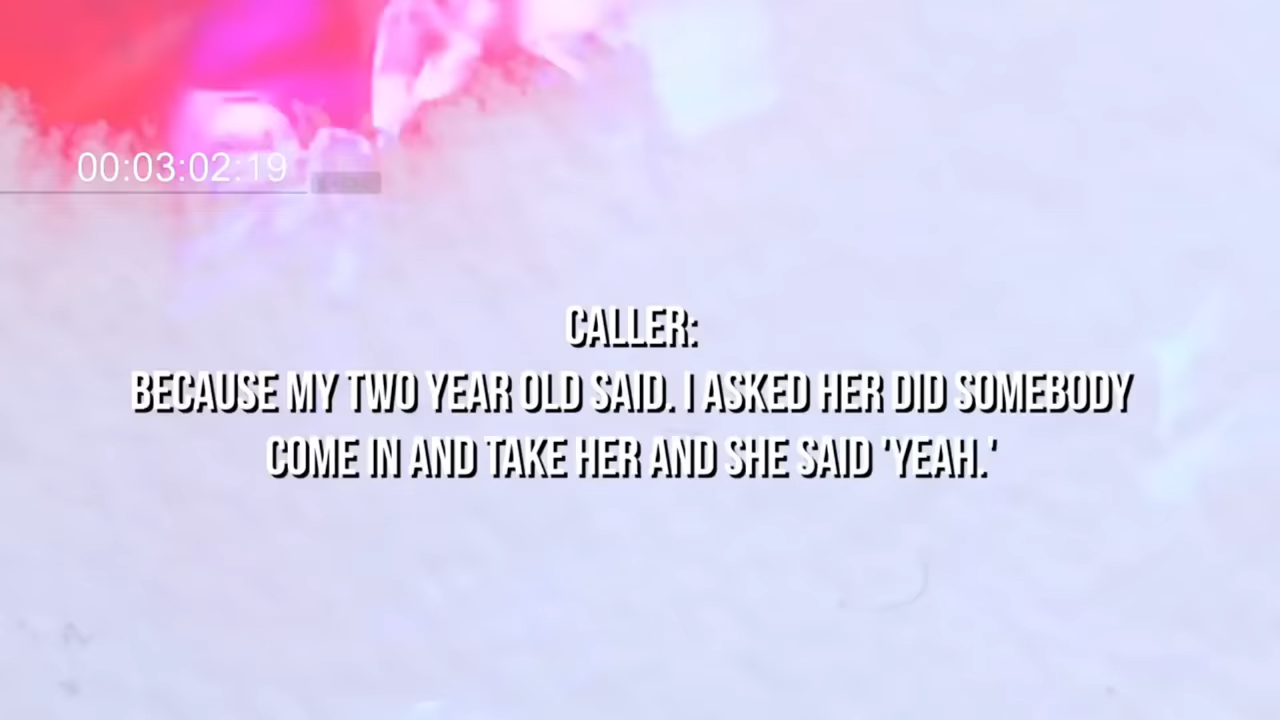 00:03:02:19
CALLER:
BECAUSE MY TWO YEAR OLD SAID. I ASKED HER DID SOMEBODY
COME IN AND TAKE HER AND SHE SAID 'YEAH.'